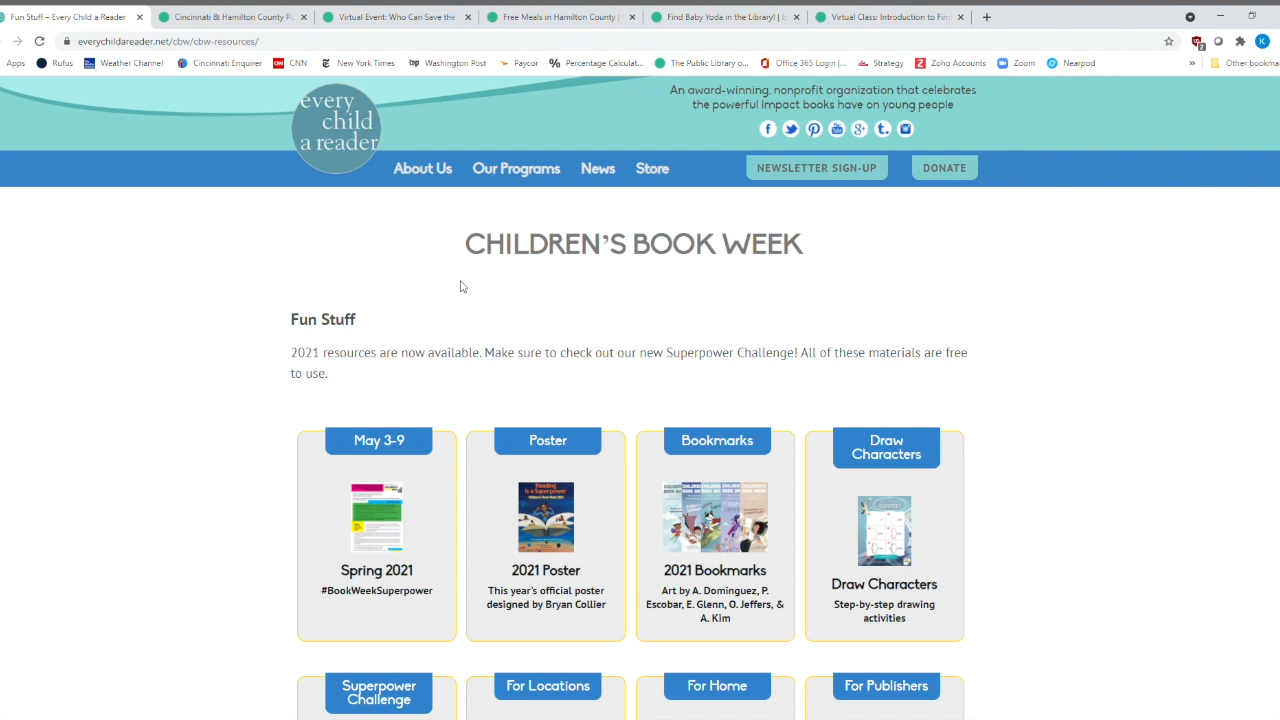 Fun Stuff – Every Child a Reader
Cincinnati & Hamilton County Pu
Virtual Event: Who Can Save the
Free Meals in Hamilton County |
Find Baby Yoda in the Library! | B
Virtual Class: Introduction to Fin
everychildareader.net/cbw/cbw-resources/
Apps
Rufus
Weather Channel
Cincinnati Enquirer
CNN
New York Times
Washington Post
Paycor
Percentage Calculat...
The Public Library o...
Office 365 Login |...
Strategy
Zoho Accounts
Zoom
Nearpod
»
Other bookma
every
child
a reader
An award-winning, nonprofit organization that celebrates
the powerful impact books have on young people
About Us
Our Programs
News
Store
NEWSLETTER SIGN-UP
DONATE
CHILDREN'S BOOK WEEK
Fun Stuff
2021 resources are now available. Make sure to check out our new Superpower Challenge! All of these materials are free
to use.
May 3-9
Spring 2021
#BookWeekSuperpower
Poster
Reading
is a Superpower
2021 Poster
This year's official poster
designed by Bryan Collier
Bookmarks
2021 Bookmarks
Art by A. Dominguez, P.
Escobar, E. Glenn, O. Jeffers, &
A. Kim
Draw
Characters
Draw Characters
Step-by-step drawing
activities
Superpower
Challenge
For Locations
For Home
For Publishers